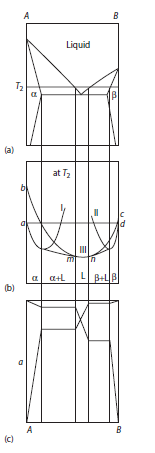 A B
Liquid
T2
α β
(a)
at T2
b
I II
a c
d
III
m n
α α+L L β+L β
(b)
a
A B
(c)